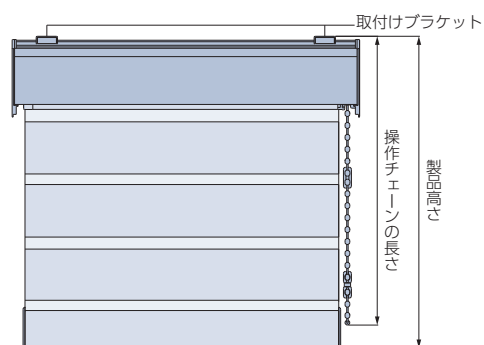 取付けブラケット
操作チェーンの長さ
製品高さ